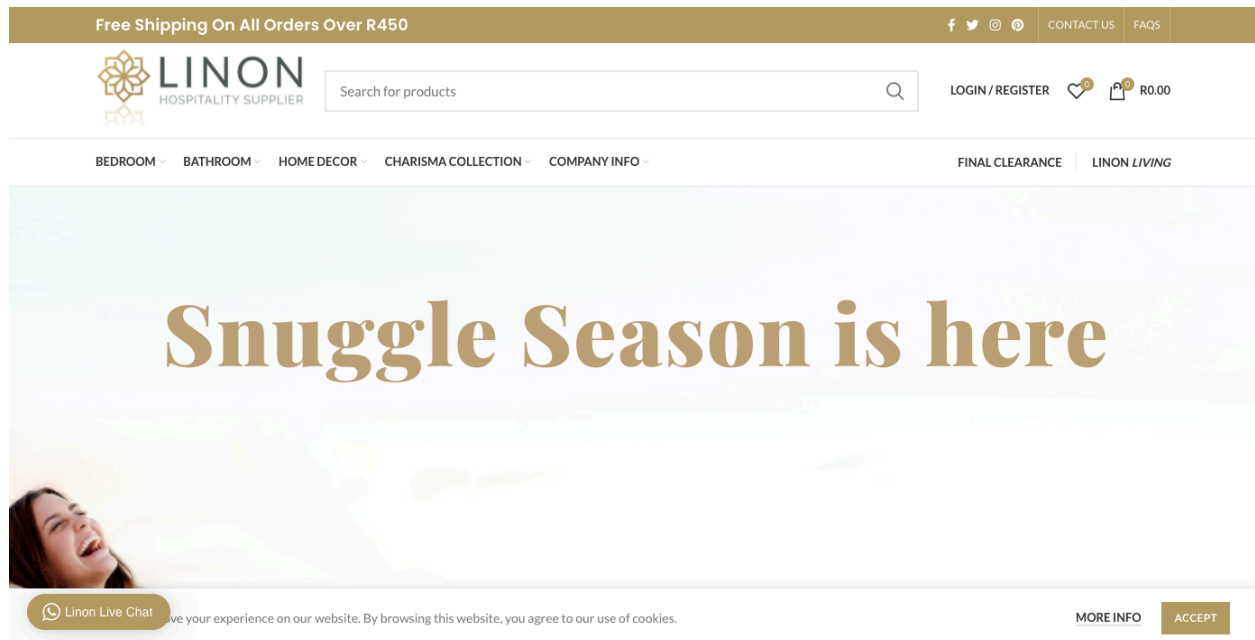 Free Shipping On All Orders Over R450
CONTACT US
FAQS
LINON
HOSPITALITY SUPPLIER
Search for products
LOGIN / REGISTER
0
0
R0.00
BEDROOM
BATHROOM
HOME DECOR
CHARISMA COLLECTION
COMPANY INFO
FINAL CLEARANCE
LINON LIVING
Snuggle Season is here
Linon Live Chat
your experience on our website. By browsing this website, you agree to our use of cookies.
MORE INFO
ACCEPT